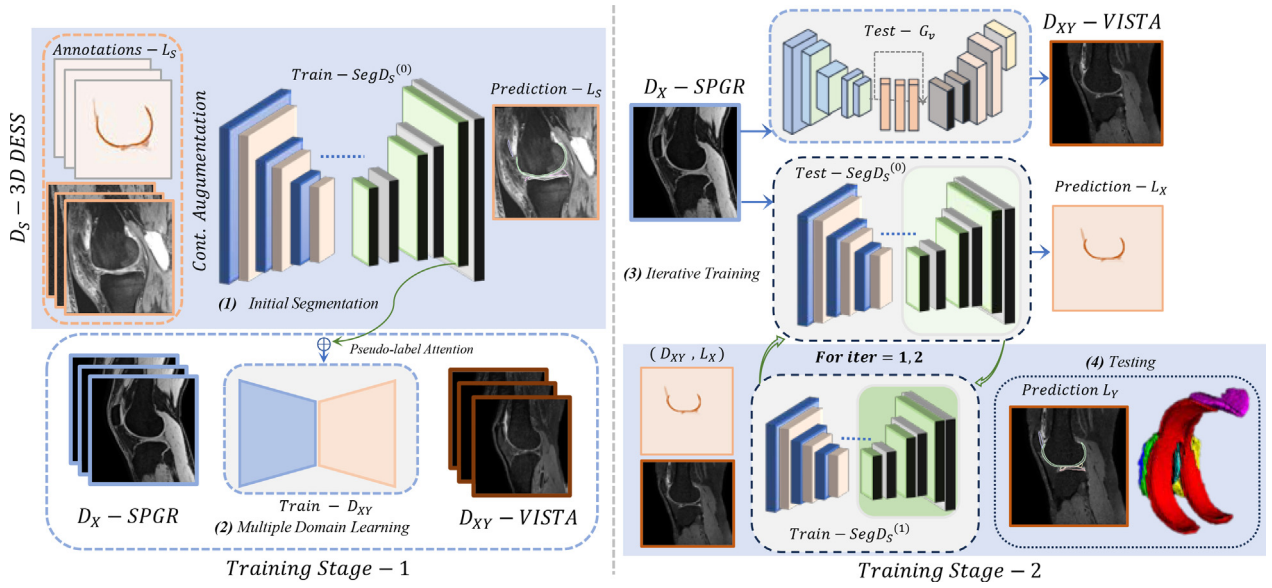 Annotations − L_S
D_S − 3D DESS
Cont. Augumentation
Train − SegD_S^(0)
Prediction − L_S
(1) Initial Segmentation
Pseudo-label Attention
D_X − SPGR
Train − D_XY
(2) Multiple Domain Learning
D_XY − VISTA
Training Stage − 1
Test − G_v
D_XY − VISTA
D_X − SPGR
Test − SegD_S^(0)
Prediction − L_X
(3) Iterative Training
For iter = 1, 2
(D_XY , L_X)
(4) Testing
Prediction L_Y
Train − SegD_S^(1)
Training Stage − 2